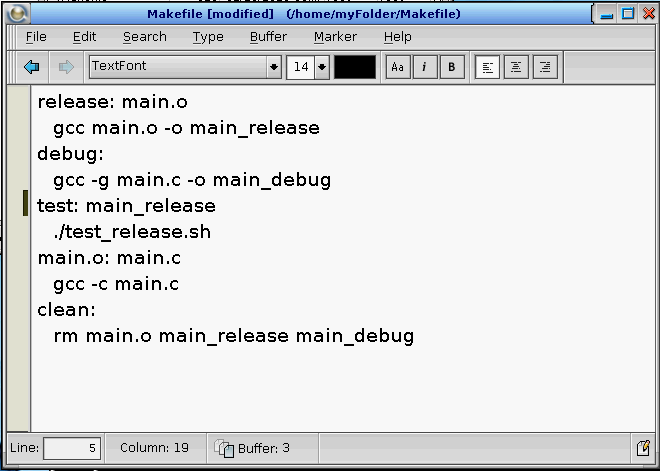 Makefile [modified] (/home/myFolder/Makefile)
File Edit Search Type Buffer Marker Help
TextFont 14 Aa i B
release: main.o
gcc main.o -o main_release
debug:
gcc -g main.c -o main_debug
test: main_release
./test_release.sh
main.o: main.c
gcc -c main.c
clean:
rm main.o main_release main_debug
Line: 5 Column: 19 Buffer: 3